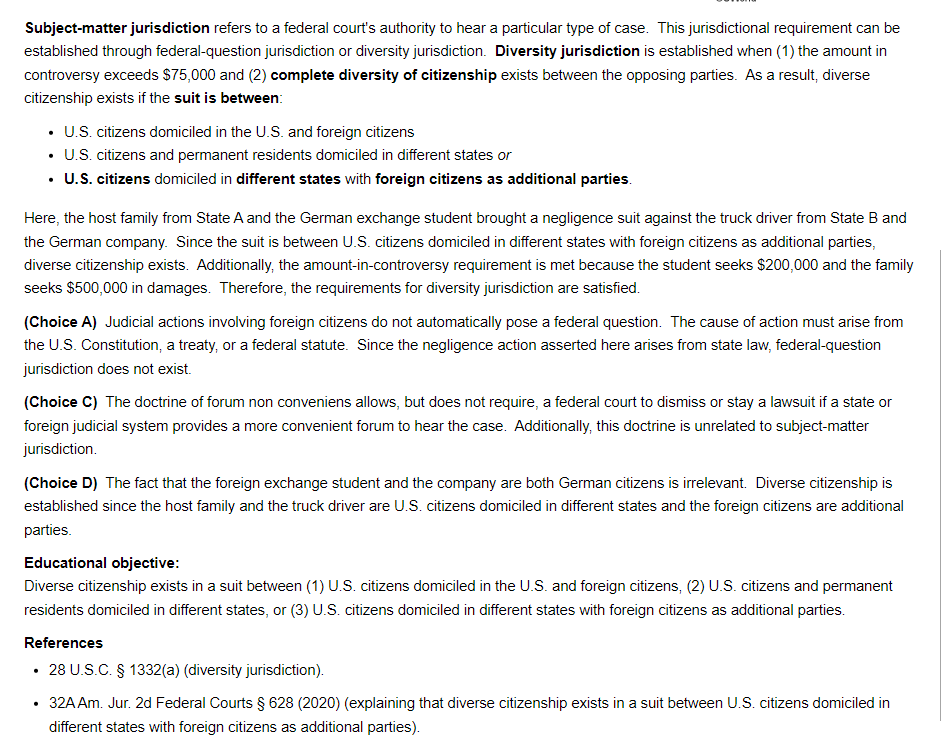 Subject-matter jurisdiction refers to a federal court's authority to hear a particular type of case. This jurisdictional requirement can be
established through federal-question jurisdiction or diversity jurisdiction. Diversity jurisdiction is established when (1) the amount in
controversy exceeds $75,000 and (2) complete diversity of citizenship exists between the opposing parties. As a result, diverse
citizenship exists if the suit is between:
• U.S. citizens domiciled in the U.S. and foreign citizens
• U.S. citizens and permanent residents domiciled in different states or
• U.S. citizens domiciled in different states with foreign citizens as additional parties.
Here, the host family from State A and the German exchange student brought a negligence suit against the truck driver from State B and
the German company. Since the suit is between U.S. citizens domiciled in different states with foreign citizens as additional parties,
diverse citizenship exists. Additionally, the amount-in-controversy requirement is met because the student seeks $200,000 and the family
seeks $500,000 in damages. Therefore, the requirements for diversity jurisdiction are satisfied.
(Choice A) Judicial actions involving foreign citizens do not automatically pose a federal question. The cause of action must arise from
the U.S. Constitution, a treaty, or a federal statute. Since the negligence action asserted here arises from state law, federal-question
jurisdiction does not exist.
(Choice C) The doctrine of forum non conveniens allows, but does not require, a federal court to dismiss or stay a lawsuit if a state or
foreign judicial system provides a more convenient forum to hear the case. Additionally, this doctrine is unrelated to subject-matter
jurisdiction.
(Choice D) The fact that the foreign exchange student and the company are both German citizens is irrelevant. Diverse citizenship is
established since the host family and the truck driver are U.S. citizens domiciled in different states and the foreign citizens are additional
parties.
Educational objective:
Diverse citizenship exists in a suit between (1) U.S. citizens domiciled in the U.S. and foreign citizens, (2) U.S. citizens and permanent
residents domiciled in different states, or (3) U.S. citizens domiciled in different states with foreign citizens as additional parties.
References
• 28 U.S.C. § 1332(a) (diversity jurisdiction).
• 32A Am. Jur. 2d Federal Courts § 628 (2020) (explaining that diverse citizenship exists in a suit between U.S. citizens domiciled in
different states with foreign citizens as additional parties).